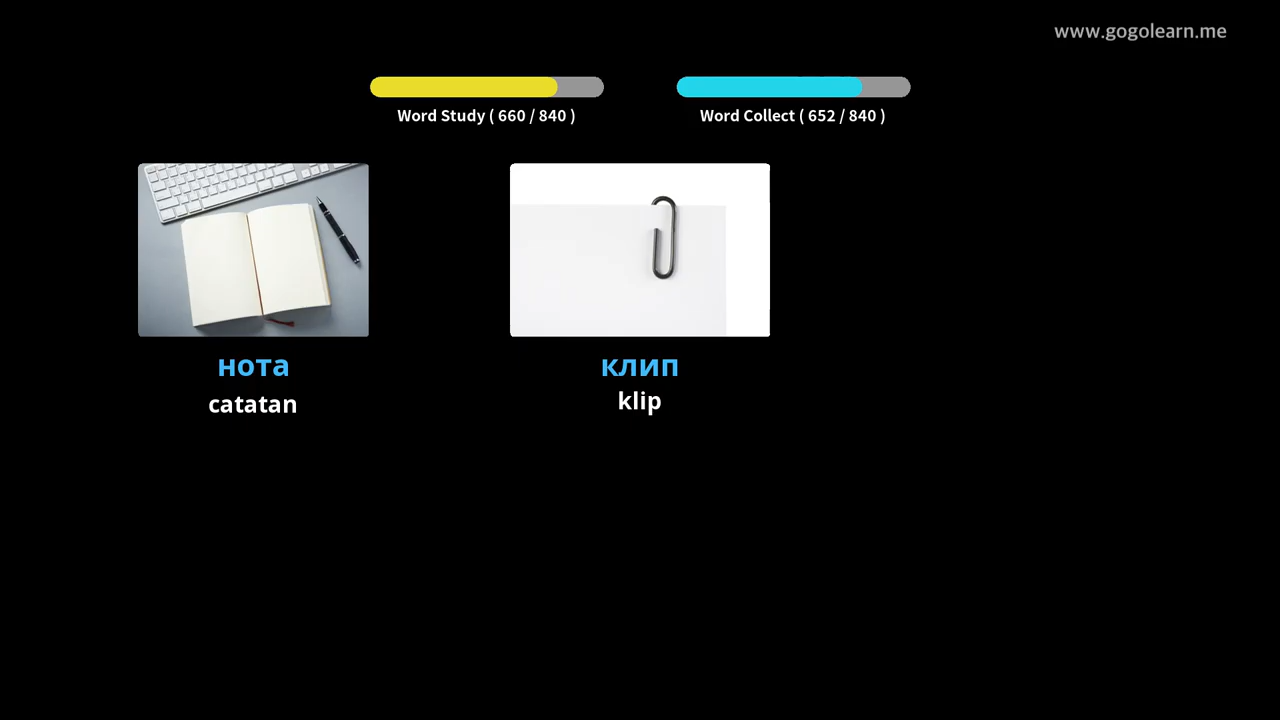 www.gogolearn.me
Word Study ( 660 / 840 )
Word Collect ( 652 / 840 )
нота
catatan
клип
klip